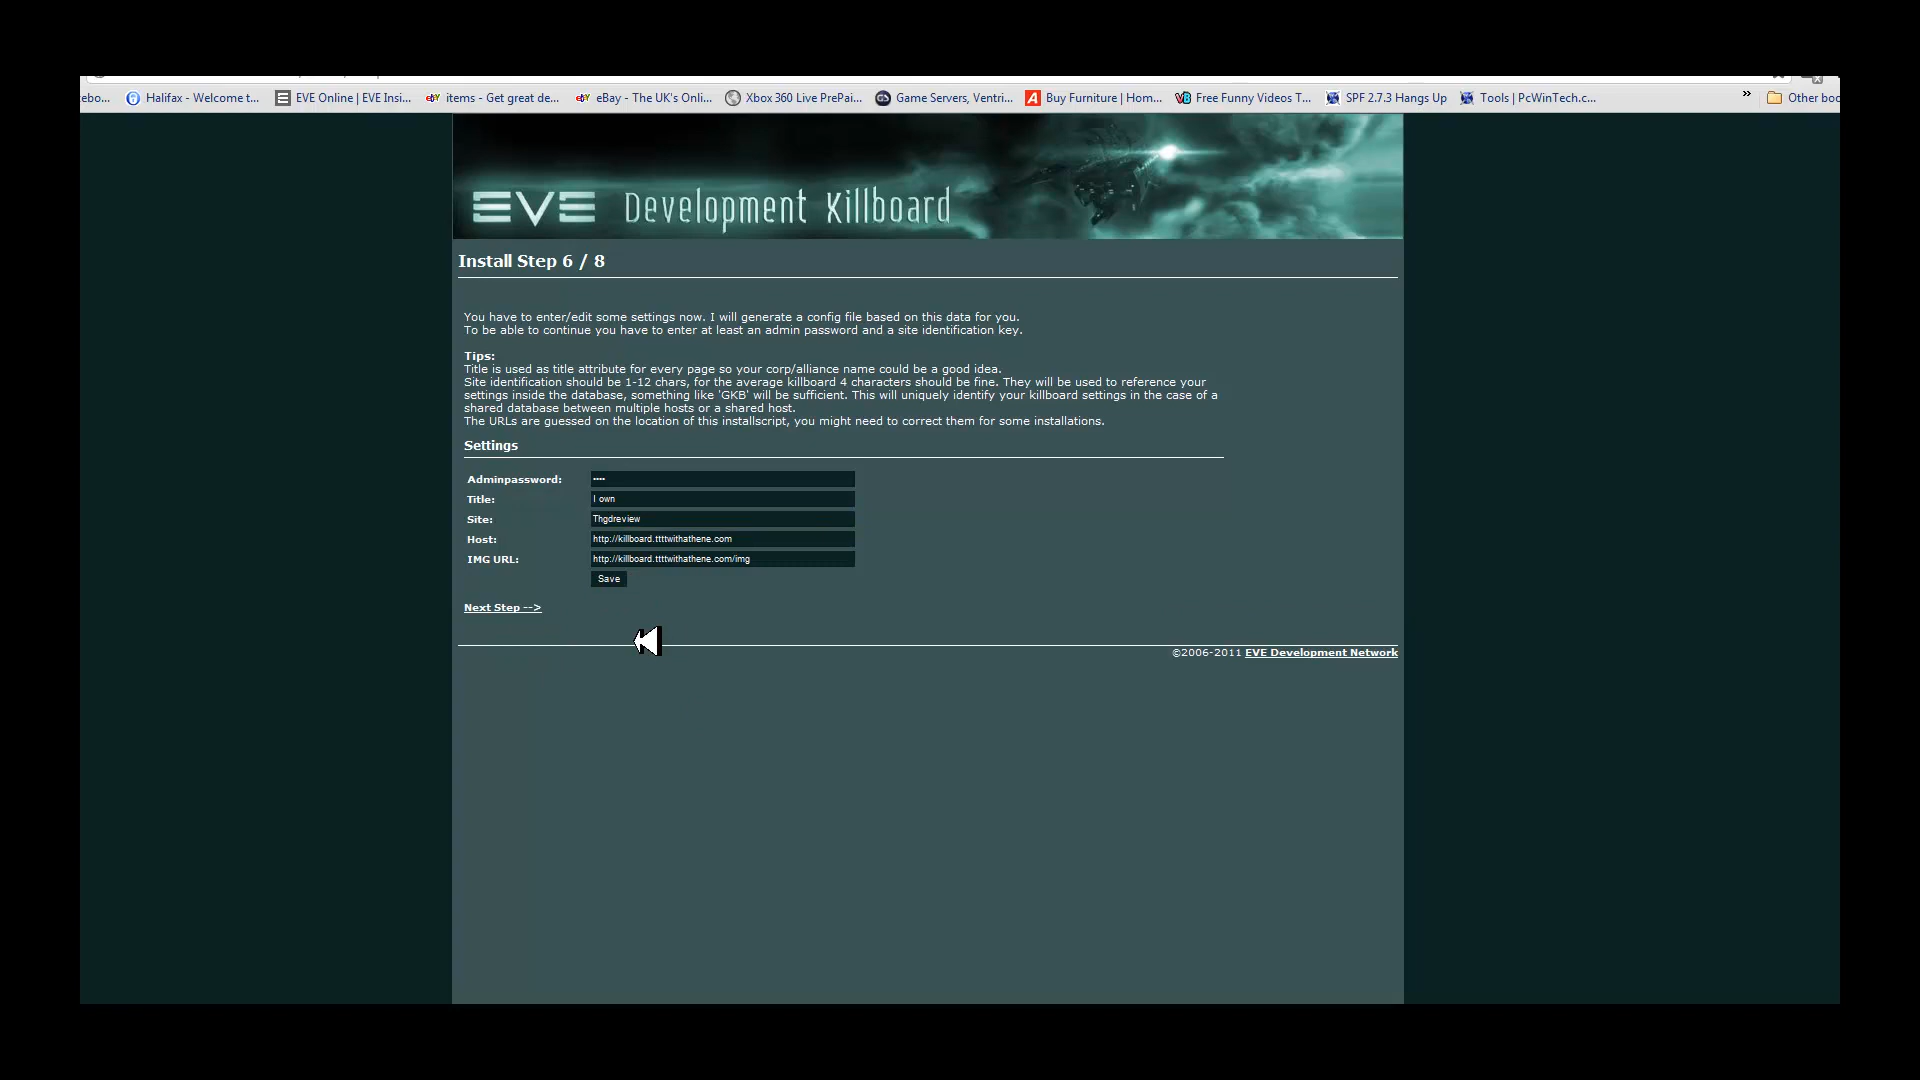 ebo... Halifax - Welcome t... EVE Online | EVE Insi... items - Get great de... eBay - The UK's Onli... Xbox 360 Live PrePai... Game Servers, Ventri... Buy Furniture | Hom... Free Funny Videos T... SPF 2.7.3 Hangs Up Tools | PcWinTech.c... » Other boo
EVE Development Killboard
Install Step 6 / 8
You have to enter/edit some settings now. I will generate a config file based on this data for you.
To be able to continue you have to enter at least an admin password and a site identification key.
Tips:
Title is used as title attribute for every page so your corp/alliance name could be a good idea.
Site identification should be 1-12 chars, for the average killboard 4 characters should be fine. They will be used to reference your
settings inside the database, something like 'GKB' will be sufficient. This will uniquely identify your killboard settings in the case of a
shared database between multiple hosts or a shared host.
The URLs are guessed on the location of this installscript, you might need to correct them for some installations.
Settings
Adminpassword: ••••
Title: I own
Site: Thgdreview
Host: http://killboard.ttttwithathene.com
IMG URL: http://killboard.ttttwithathene.com/img
Save
Next Step -->
©2006-2011 EVE Development Network